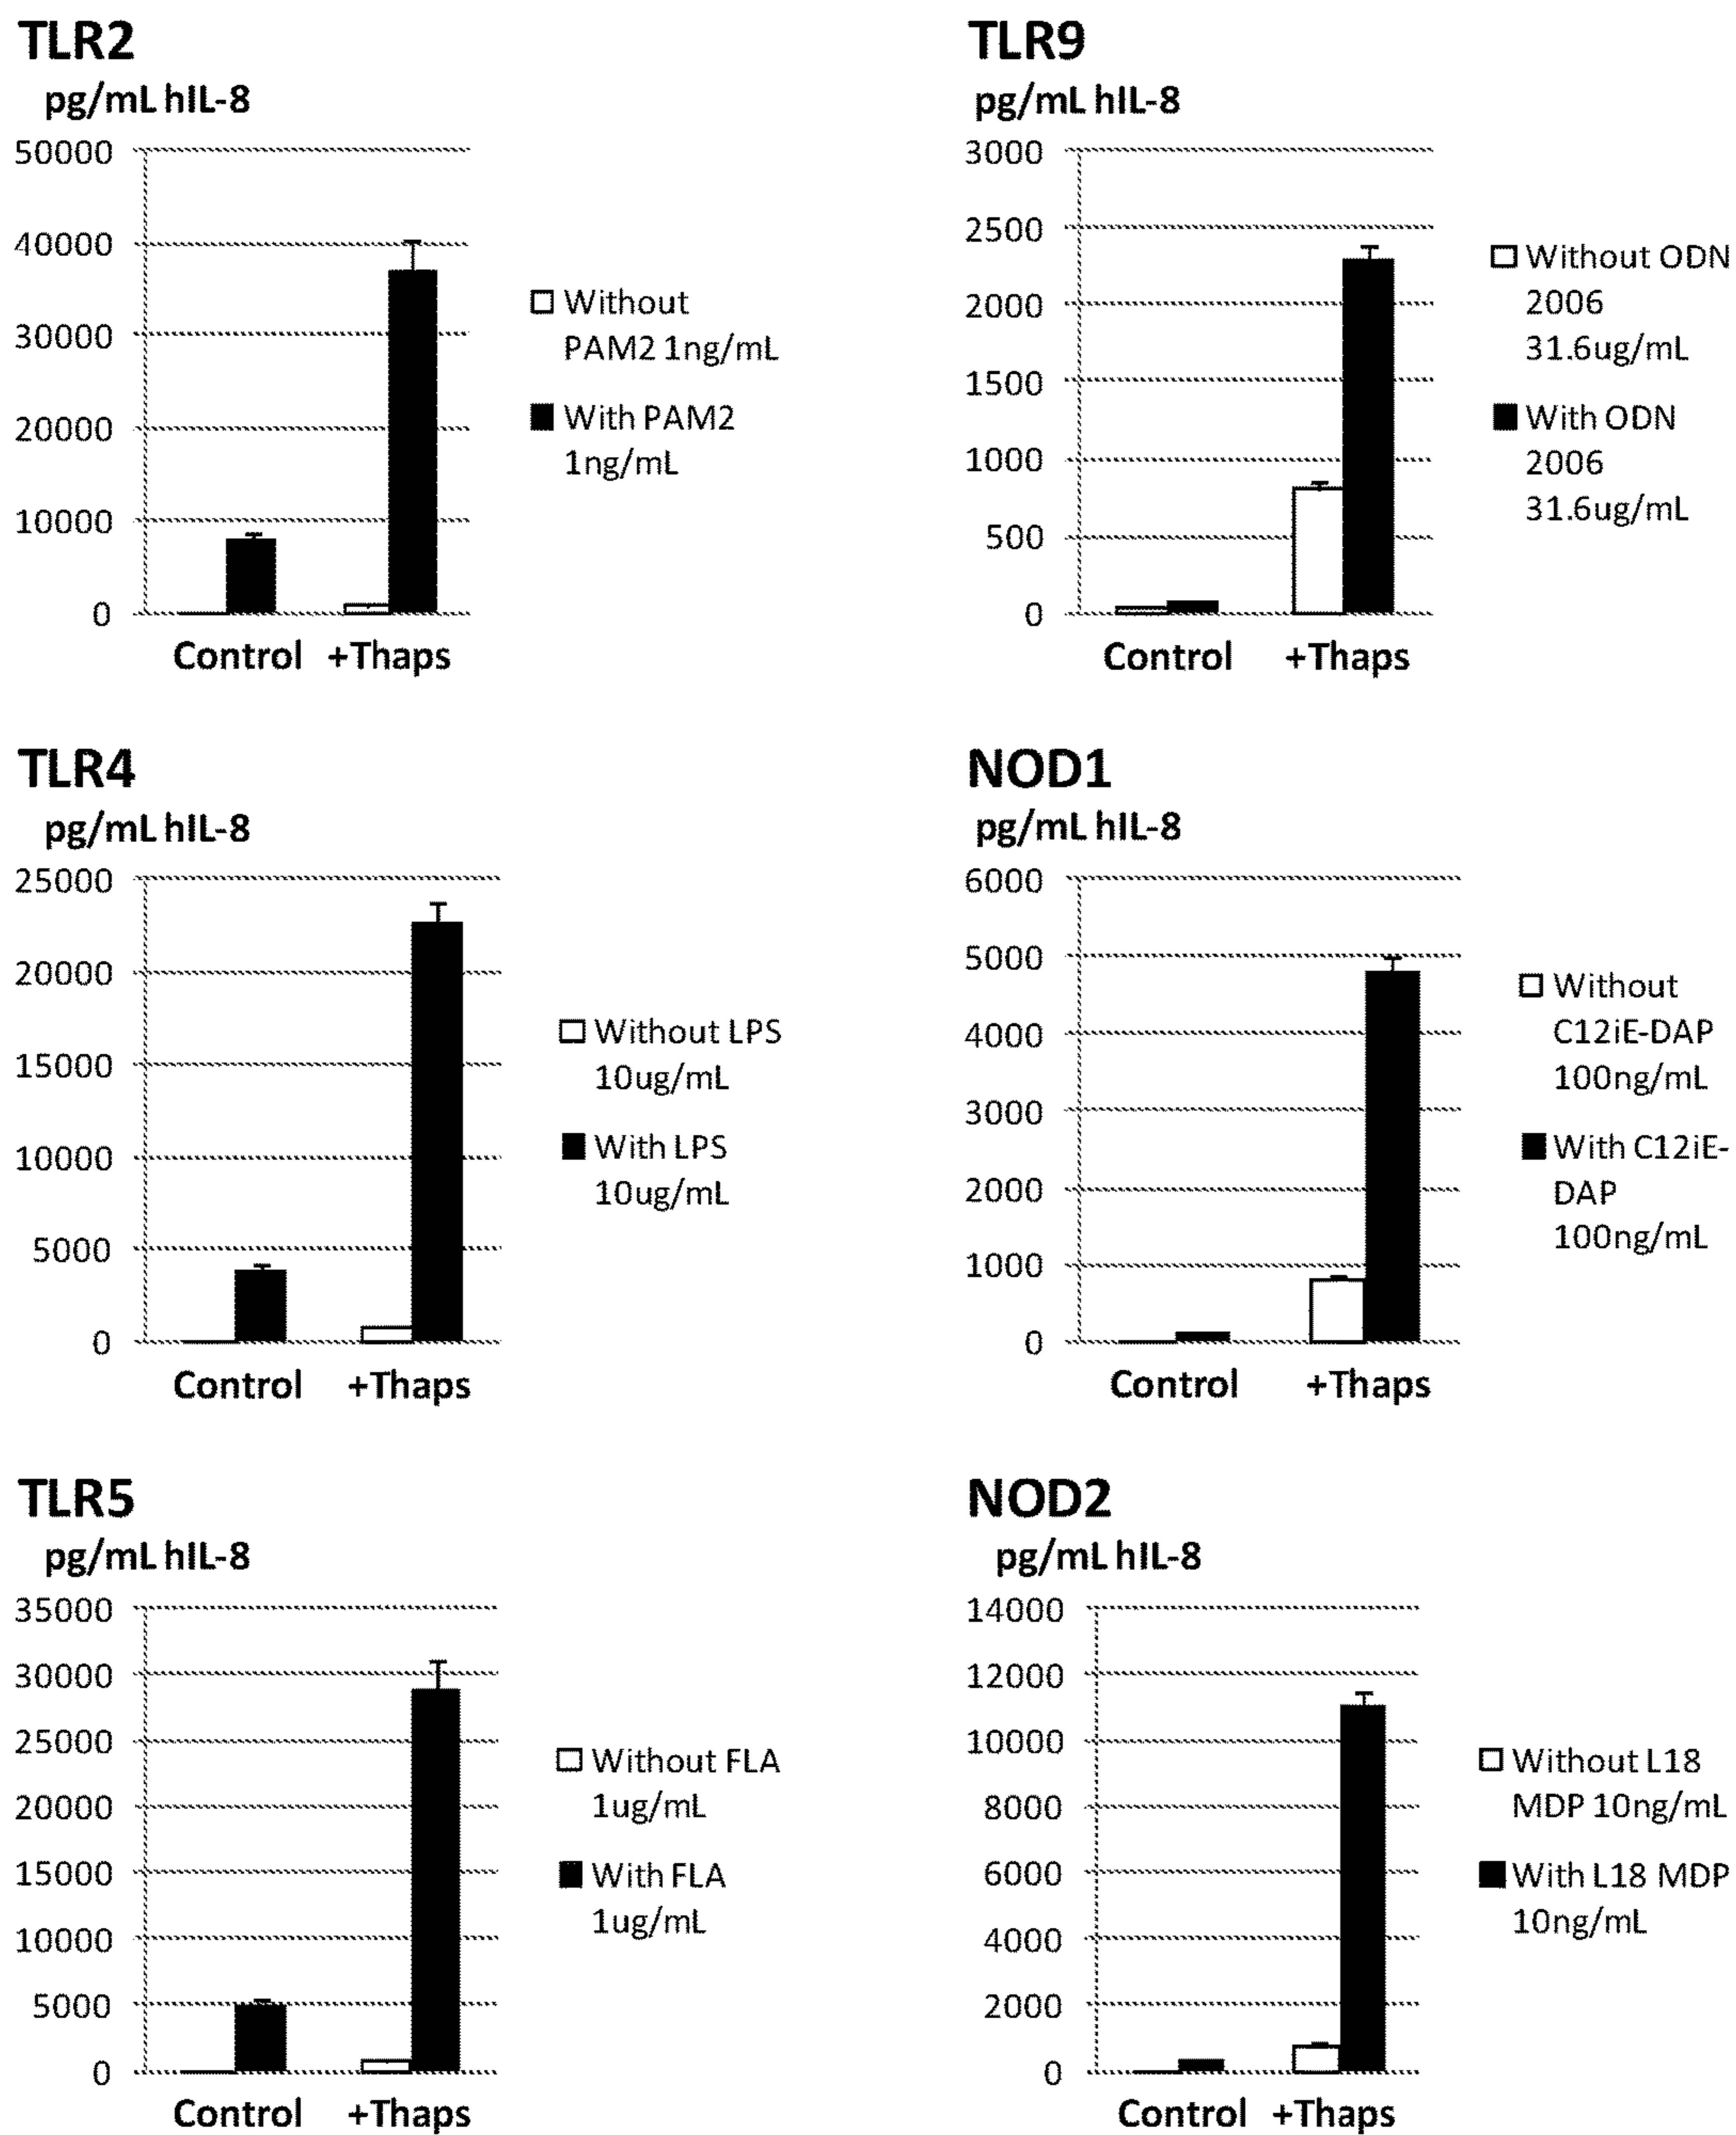 TLR2
pg/mL hIL-8
50000
40000
30000
20000
10000
0
Control +Thaps
Without
PAM2 1ng/mL
With PAM2
1ng/mL
TLR9
pg/mL hIL-8
3000
2500
2000
1500
1000
500
0
Control +Thaps
Without ODN
2006
31.6ug/mL
With ODN
2006
31.6ug/mL
TLR4
pg/mL hIL-8
25000
20000
15000
10000
5000
0
Control +Thaps
Without LPS
10ug/mL
With LPS
10ug/mL
NOD1
pg/mL hIL-8
6000
5000
4000
3000
2000
1000
0
Control +Thaps
Without
C12iE-DAP
100ng/mL
With C12iE-
DAP
100ng/mL
TLR5
pg/mL hIL-8
35000
30000
25000
20000
15000
10000
5000
0
Control +Thaps
Without FLA
1ug/mL
With FLA
1ug/mL
NOD2
pg/mL hIL-8
14000
12000
10000
8000
6000
4000
2000
0
Control +Thaps
Without L18
MDP 10ng/mL
With L18 MDP
10ng/mL